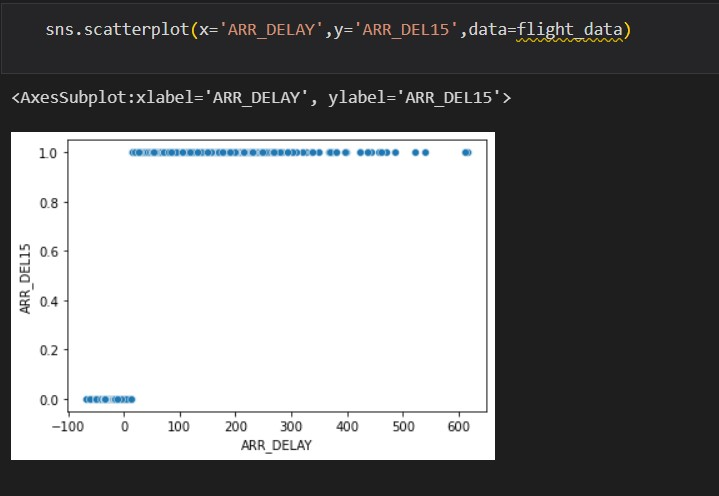 sns.scatterplot(x='ARR_DELAY',y='ARR_DEL15',data=flight_data)
<AxesSubplot:xlabel='ARR_DELAY', ylabel='ARR_DEL15'>
1.0
0.8
0.6
0.4
0.2
0.0
ARR_DEL15
−100 0 100 200 300 400 500 600
ARR_DELAY